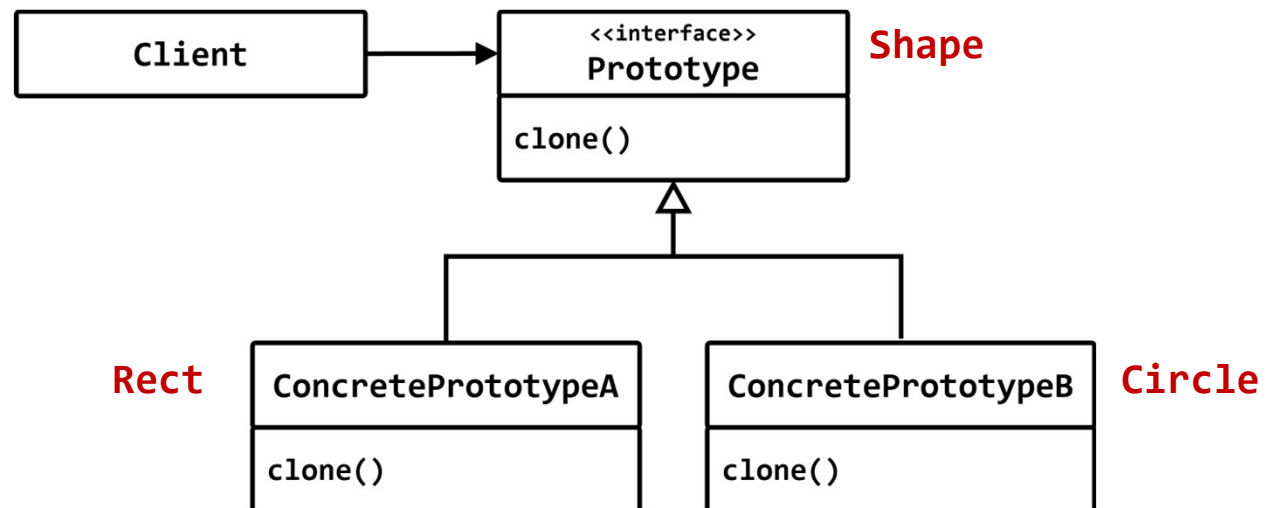 Client
<<interface>>
Prototype
Shape
clone()
Rect
ConcretePrototypeA
ConcretePrototypeB
Circle
clone()
clone()